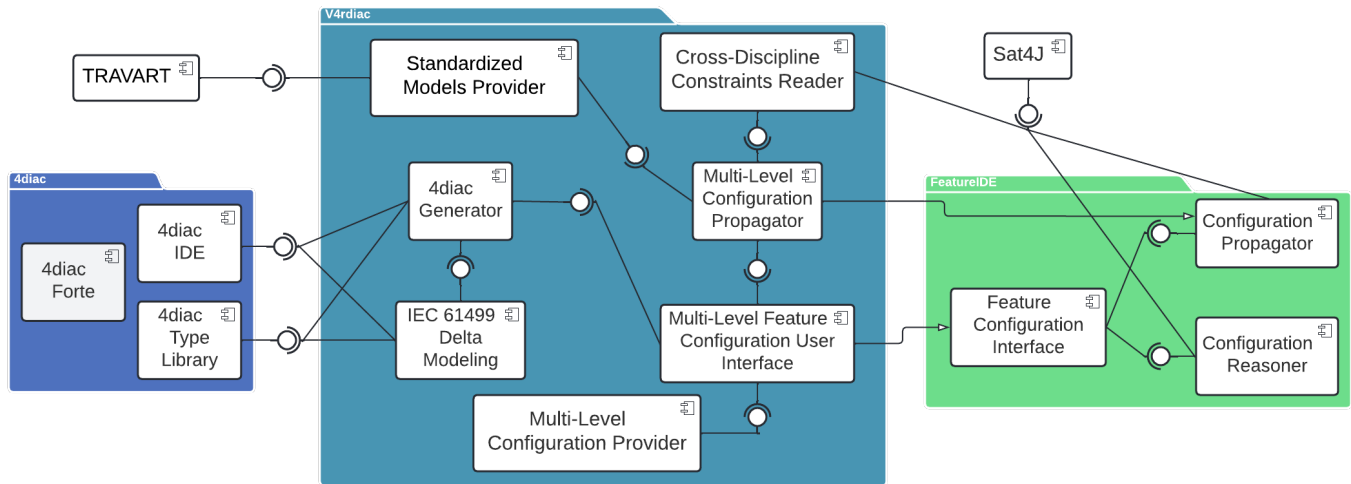 V4rdiac
TRAVART
Standardized
Models Provider
Cross-Discipline
Constraints Reader
Sat4J
4diac
4diac
IDE
4diac
Forte
4diac
Type
Library
4diac
Generator
IEC 61499
Delta
Modeling
Multi-Level
Configuration
Propagator
Multi-Level Feature
Configuration User
Interface
Multi-Level
Configuration Provider
FeatureIDE
Configuration
Propagator
Feature
Configuration
Interface
Configuration
Reasoner